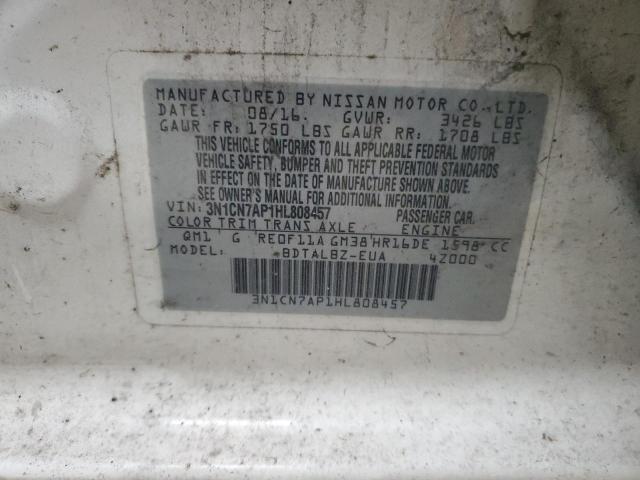 MANUFACTURED BY NISSAN MOTOR CO., LTD.
DATE: 08/16. GVWR: 3426 LBS
GAWR FR: 1750 LBS GAWR RR: 1708 LBS
THIS VEHICLE CONFORMS TO ALL APPLICABLE FEDERAL MOTOR
VEHICLE SAFETY, BUMPER AND THEFT PREVENTION STANDARDS
IN EFFECT ON THE DATE OF MANUFACTURE SHOWN ABOVE.
SEE OWNER'S MANUAL FOR ADDITIONAL INFORMATION
VIN: 3N1CN7AP1HL808457 PASSENGER CAR.
COLOR TRIM TRANS AXLE ENGINE
QM1 G RE0F11A GM38 HR16DE 1598 CC
MODEL: BDTALBZ-EUA 4Z000
3N1CN7AP1HL808457